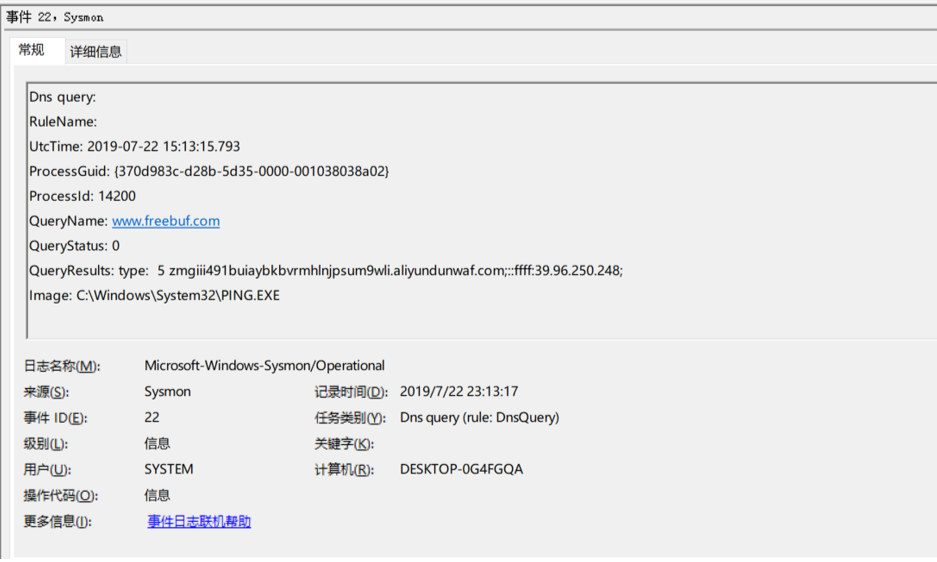 事件 22，Sysmon
常规 详细信息
Dns query:
RuleName:
UtcTime: 2019-07-22 15:13:15.793
ProcessGuid: {370d983c-d28b-5d35-0000-001038038a02}
ProcessId: 14200
QueryName: www.freebuf.com
QueryStatus: 0
QueryResults: type:  5 zmgiii491buiaybkbvrmhlnjpsum9wli.aliyundunwaf.com;::ffff:39.96.250.248;
Image: C:\Windows\System32\PING.EXE
日志名称(M): Microsoft-Windows-Sysmon/Operational
来源(S): Sysmon 记录时间(D): 2019/7/22 23:13:17
事件 ID(E): 22 任务类别(Y): Dns query (rule: DnsQuery)
级别(L): 信息 关键字(K):
用户(U): SYSTEM 计算机(R): DESKTOP-0G4FGQA
操作代码(O): 信息
更多信息(I): 事件日志联机帮助